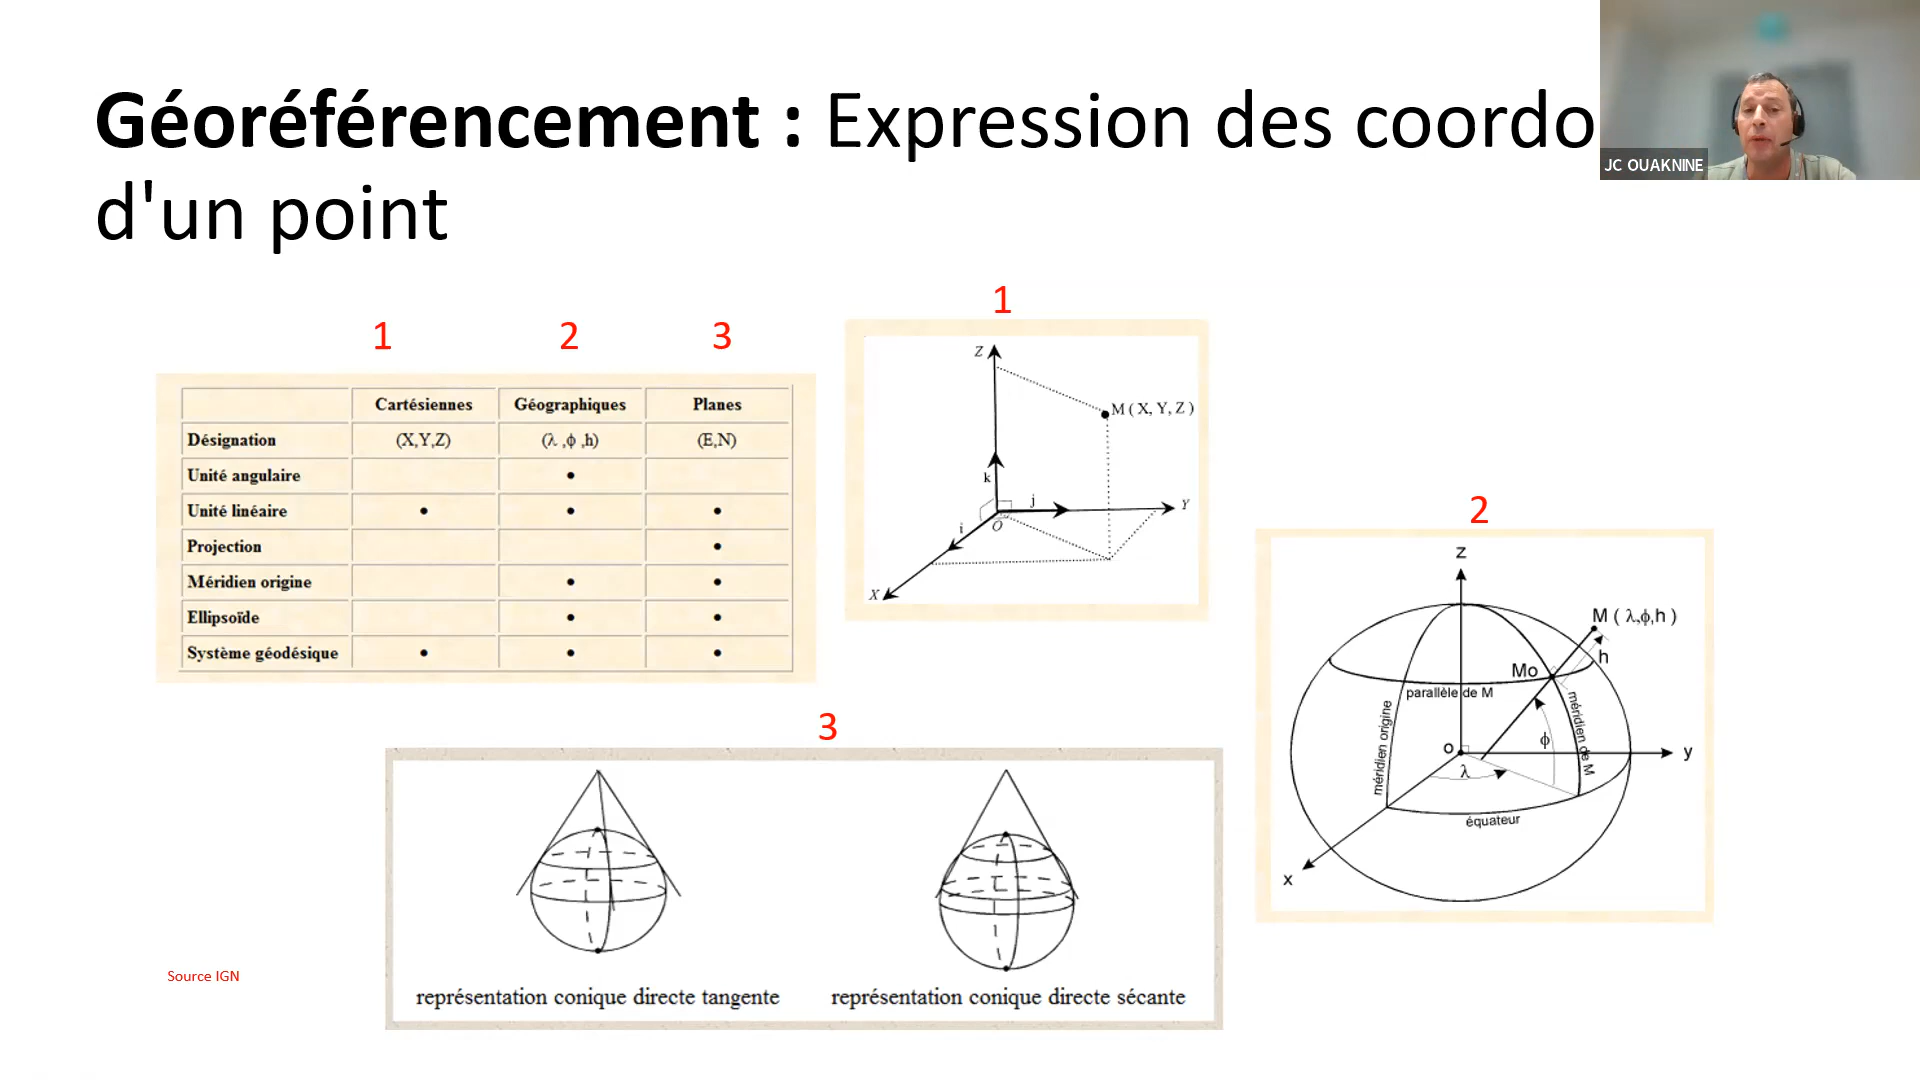 Géoréférencement : Expression des coordo
d'un point
JC OUAKNINE
1
2
3
Cartésiennes Géographiques Planes
Désignation (X,Y,Z) (λ ,ϕ ,h) (E,N)
Unité angulaire •
Unité linéaire • • •
Projection •
Méridien origine • •
Ellipsoïde • •
Système géodésique • • •
1
Z
M ( X, Y, Z )
k
j
Y
i
O
X
2
z
M ( λ,ϕ,h )
h
Mo
parallèle de M
méridien origine
méridien de M
ϕ
o
y
λ
équateur
x
3
représentation conique directe tangente
représentation conique directe sécante
Source IGN